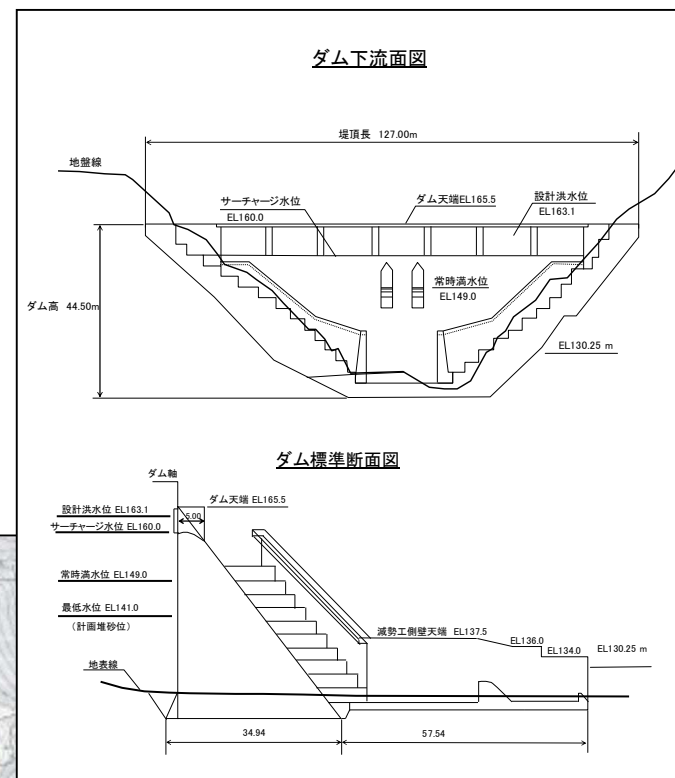 ダム下流面図
堤頂長 127.00m
地盤線
サーチャージ水位
EL160.0
ダム天端EL165.5
設計洪水位
EL163.1
常時満水位
EL149.0
ダム高 44.50m
EL130.25 m
ダム標準断面図
ダム軸
設計洪水位 EL163.1
ダム天端 EL165.5
5.00
サーチャージ水位 EL160.0
常時満水位 EL149.0
最低水位 EL141.0
(計画堆砂位)
減勢工側壁天端 EL137.5
EL136.0
EL134.0
EL130.25 m
地表線
34.94
57.54